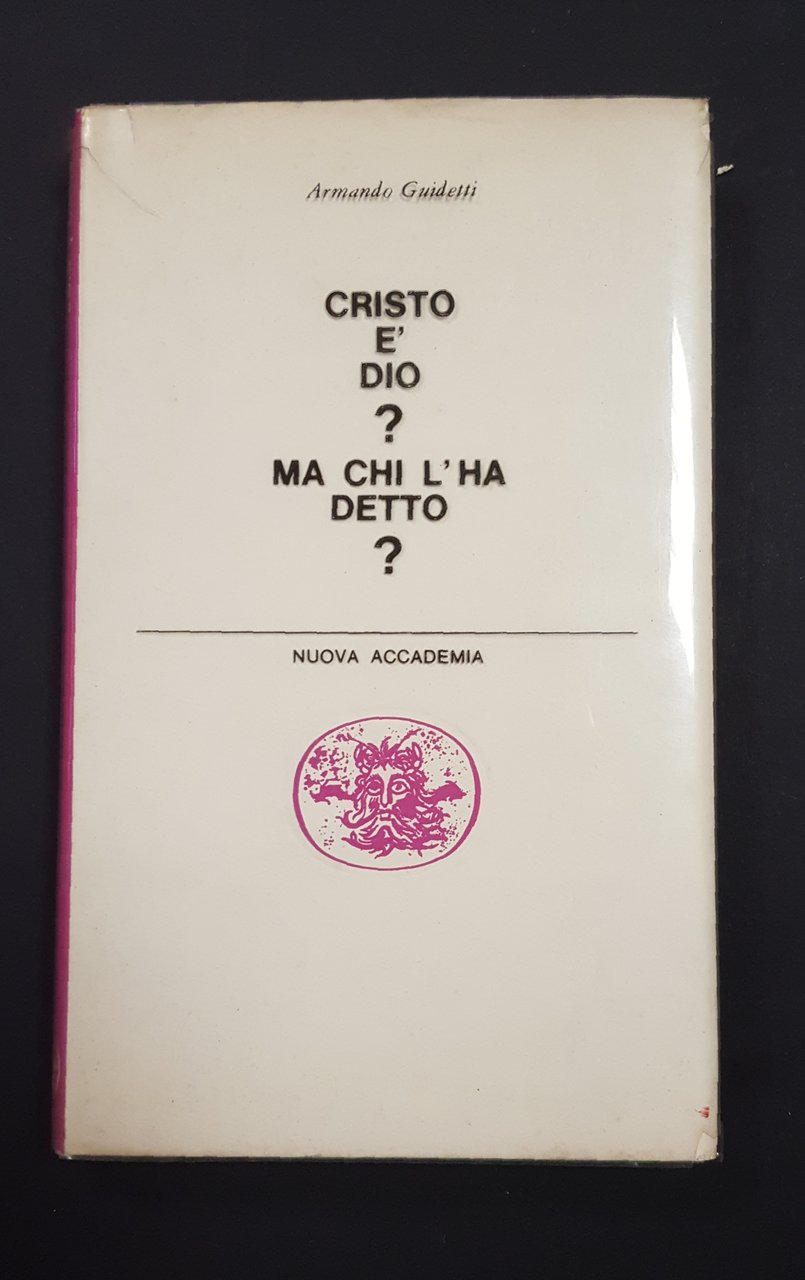 Armando Guidetti
CRISTO
E'
DIO
?
MA CHI L'HA
DETTO
?
NUOVA ACCADEMIA